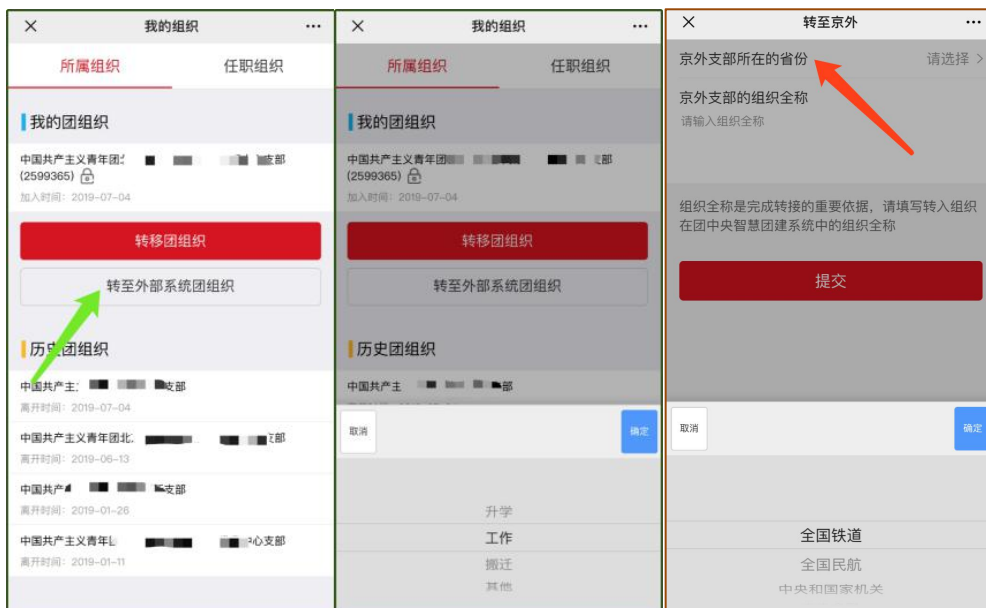 我的组织
所属组织
任职组织
我的团组织
中国共产主义青年团 支部
(2599365)
加入时间：2019-07-04
转移团组织
转至外部系统团组织
历史团组织
中国共产主 支部
离开时间：2019-07-04
中国共产主义青年团北
离开时间：2019-06-13
中国共产 支部
离开时间：2019-01-26
中国共产主义青年 中心支部
离开时间：2019-01-11
我的组织
所属组织
任职组织
我的团组织
中国共产主义青年团 部
(2599365)
加入时间：2019-07-04
转移团组织
转至外部系统团组织
历史团组织
中国共产主 部
取消
确定
升学
工作
搬迁
其他
转至京外
京外支部所在的省份
请选择
京外支部的组织全称
请输入组织全称
组织全称是完成转接的重要依据，请填写转入组织
在团中央智慧团建系统中的组织全称
提交
取消
确定
全国铁道
全国民航
中央和国家机关